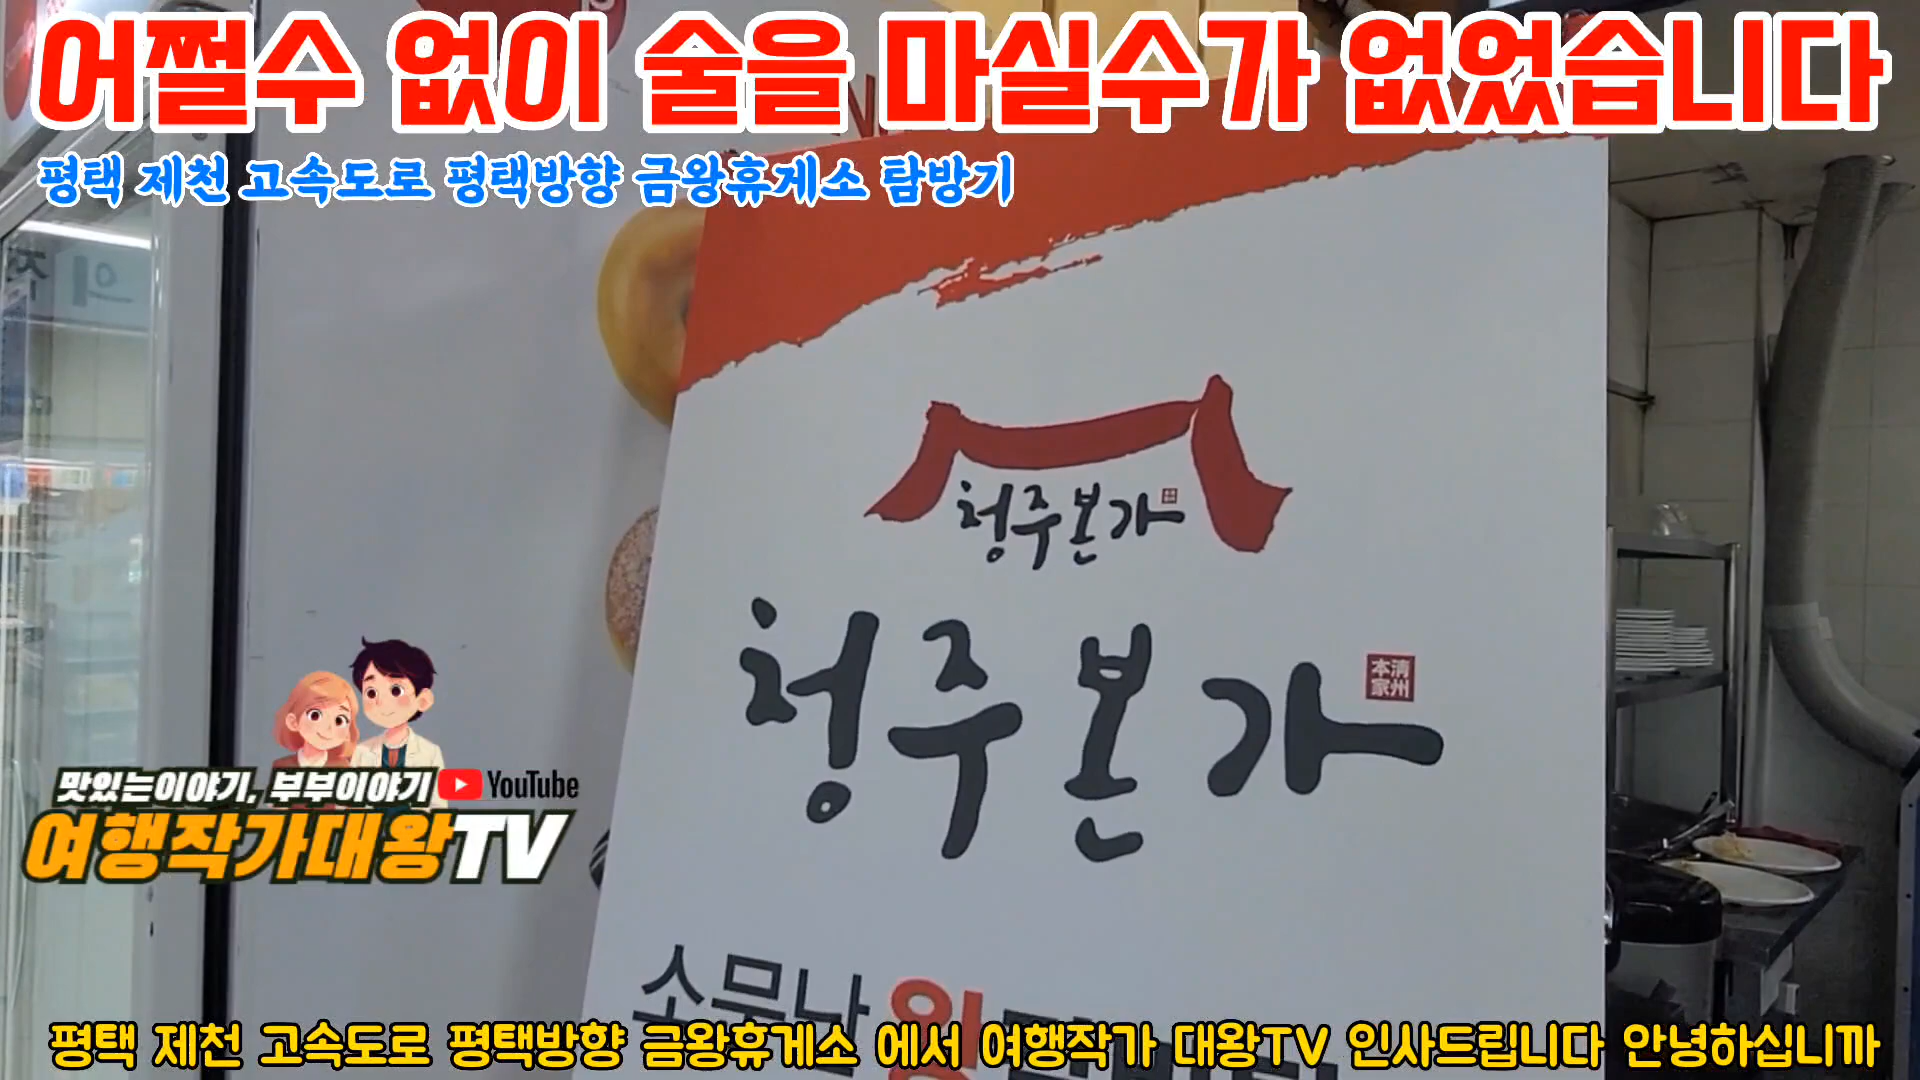 어쩔수 없이 술을 마실수가 없었습니다
평택 제천 고속도로 평택방향 금왕휴게소 탐방기
청주본가
청주본가
本淸
家州
맛있는이야기, 부부이야기 YouTube
여행작가대왕TV
소문난 왕
평택 제천 고속도로 평택방향 금왕휴게소 에서 여행작가 대왕TV 인사드립니다 안녕하십니까